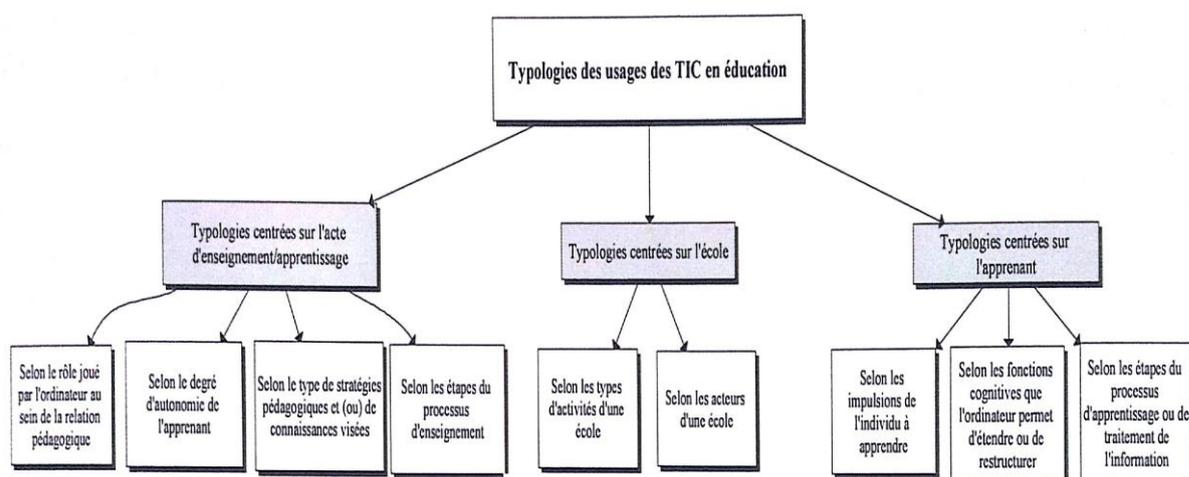 Typologies des usages des TIC en éducation
Typologies centrées sur l'acte
d'enseignement/apprentissage
Typologies centrées sur l'école
Typologies centrées sur
l'apprenant
Selon le rôle joué
par l'ordinateur au
sein de la relation
pédagogique
Selon le degré
d'autonomie de
l'apprenant
Selon le type de stratégies
pédagogiques et (ou) de
connaissances visées
Selon les étapes du
processus
d'enseignement
Selon les types
d'activités d'une
école
Selon les acteurs
d'une école
Selon les
impulsions de
l'individu à
apprendre
Selon les fonctions
cognitives que
l'ordinateur permet
d'étendre ou de
restructurer
Selon les étapes du
processus
d'apprentissage ou de
traitement de
l'information